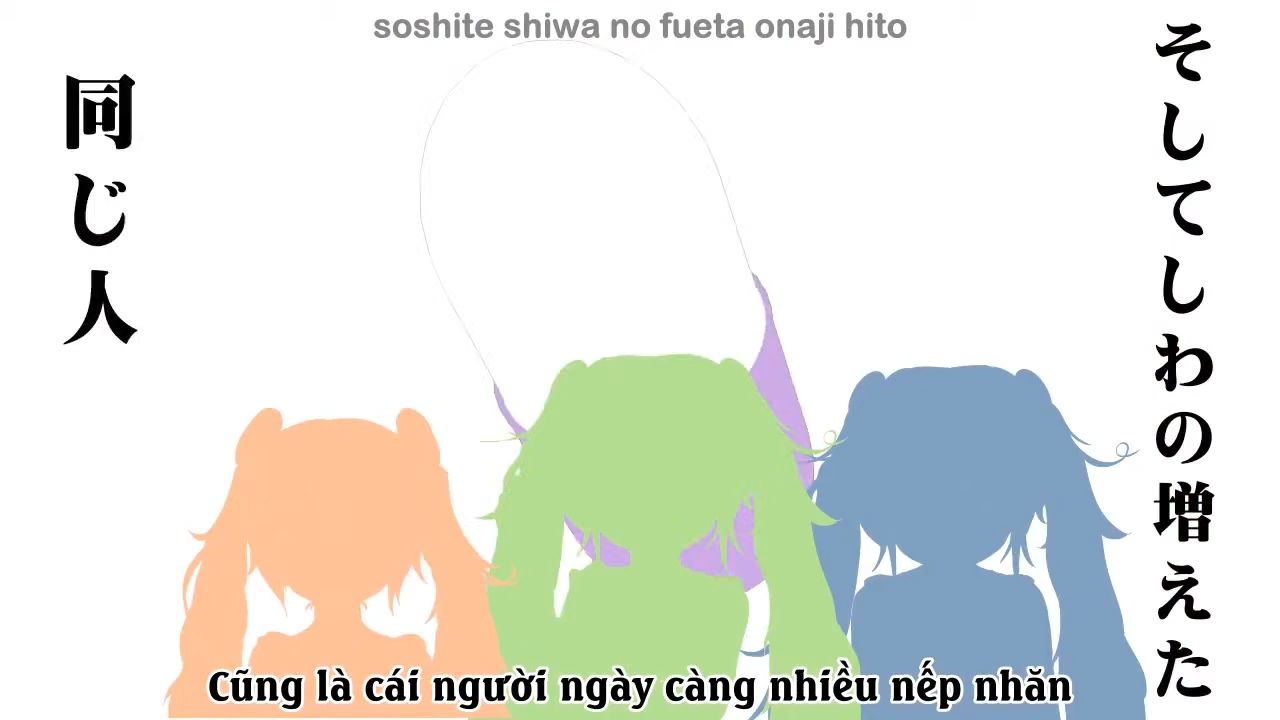 soshite shiwa no fueta onaji hito
そしてしわの増えた
同じ人
Cũng là cái người ngày càng nhiều nếp nhăn